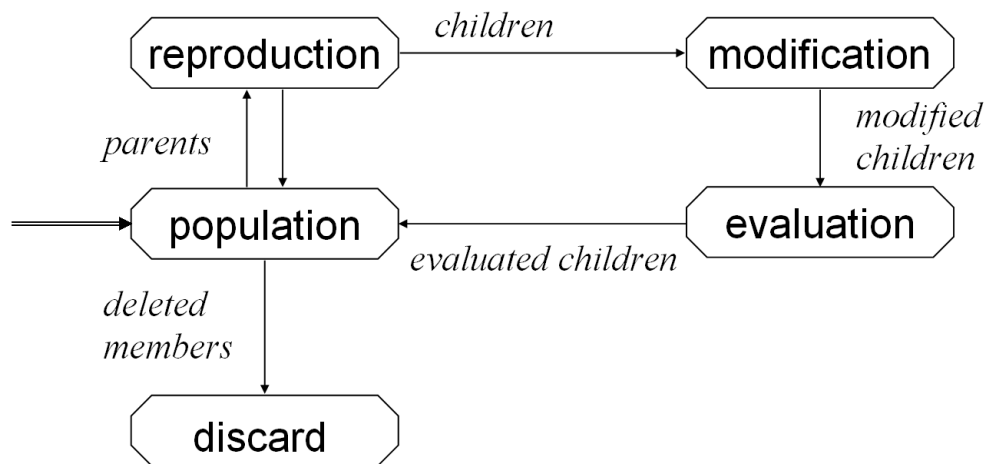 children
reproduction
modification
parents
modified
children
population
evaluation
evaluated children
deleted
members
discard